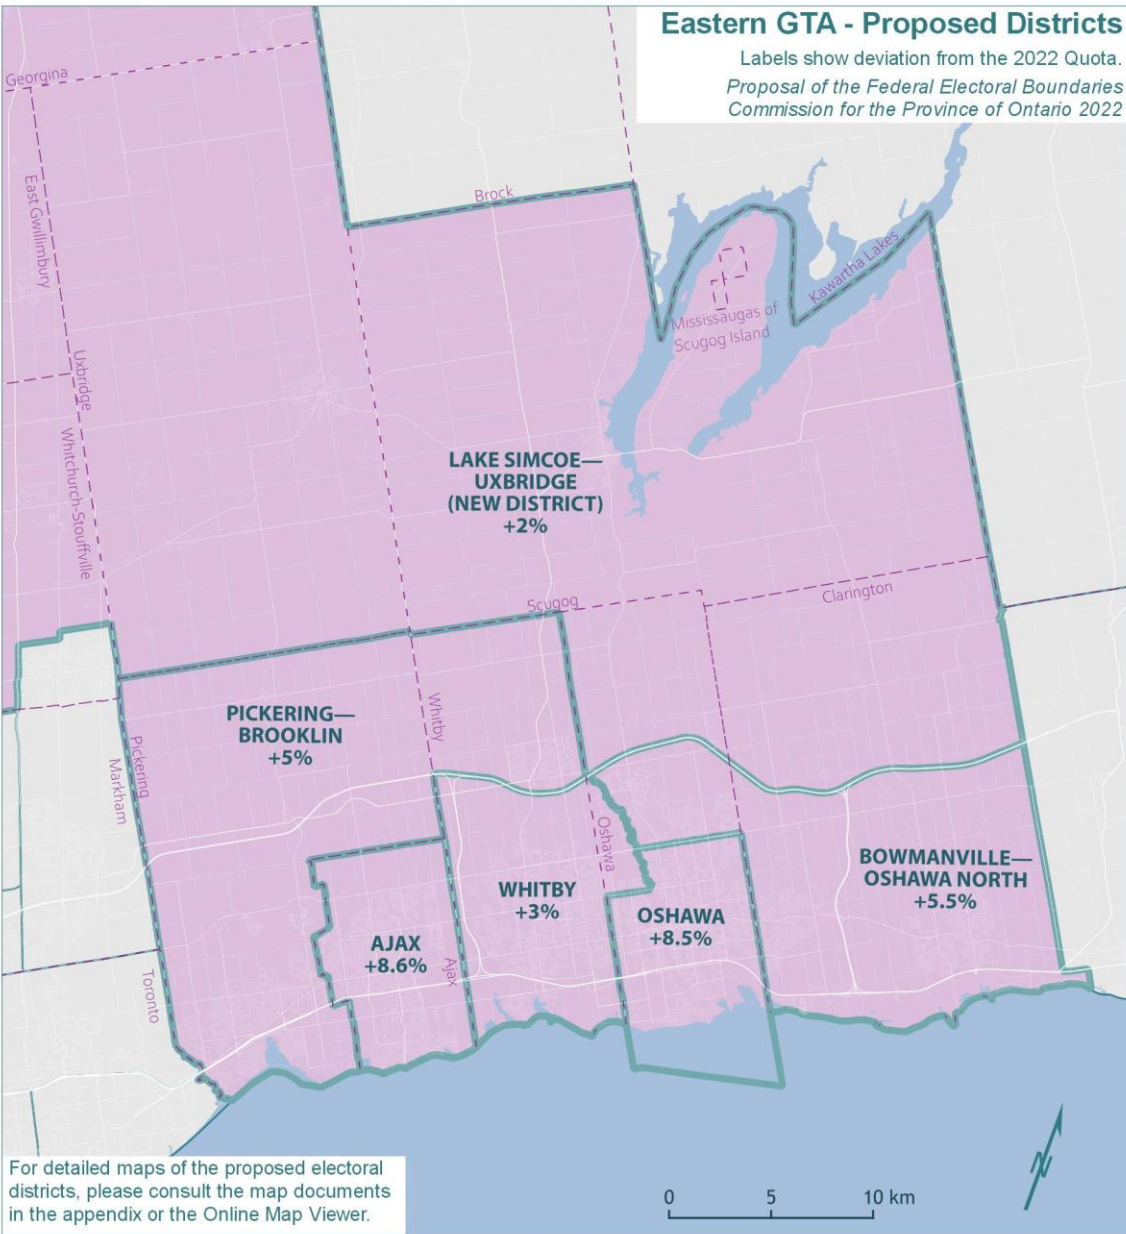 Eastern GTA - Proposed Districts
Labels show deviation from the 2022 Quota.
Proposal of the Federal Electoral Boundaries
Commission for the Province of Ontario 2022
Georgina
East Gwillimbury
Brock
Kawartha Lakes
Mississaugas of
Scugog Island
Uxbridge
Whitchurch-Stouffville
LAKE SIMCOE—
UXBRIDGE
(NEW DISTRICT)
+2%
Scugog
Clarington
PICKERING—
BROOKLIN
+5%
Whitby
Pickering
Markham
Oshawa
BOWMANVILLE—
OSHAWA NORTH
+5.5%
WHITBY
+3%
OSHAWA
+8.5%
AJAX
+8.6%
Ajax
Toronto
For detailed maps of the proposed electoral
districts, please consult the map documents
in the appendix or the Online Map Viewer.
0 5 10 km
N